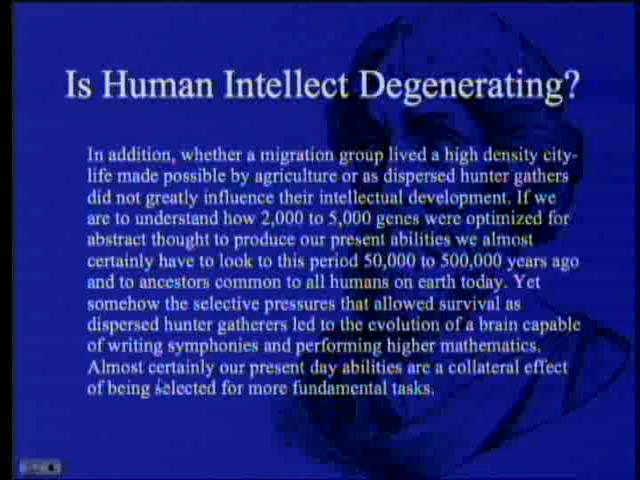 Is Human Intellect Degenerating?
In addition, whether a migration group lived a high density city-
life made possible by agriculture or as dispersed hunter gathers
did not greatly influence their intellectual development. If we
are to understand how 2,000 to 5,000 genes were optimized for
abstract thought to produce our present abilities we almost
certainly have to look to this period 50,000 to 500,000 years ago
and to ancestors common to all humans on earth today. Yet
somehow the selective pressures that allowed survival as
dispersed hunter gatherers led to the evolution of a brain capable
of writing symphonies and performing higher mathematics.
Almost certainly our present day abilities are a collateral effect
of being selected for more fundamental tasks.